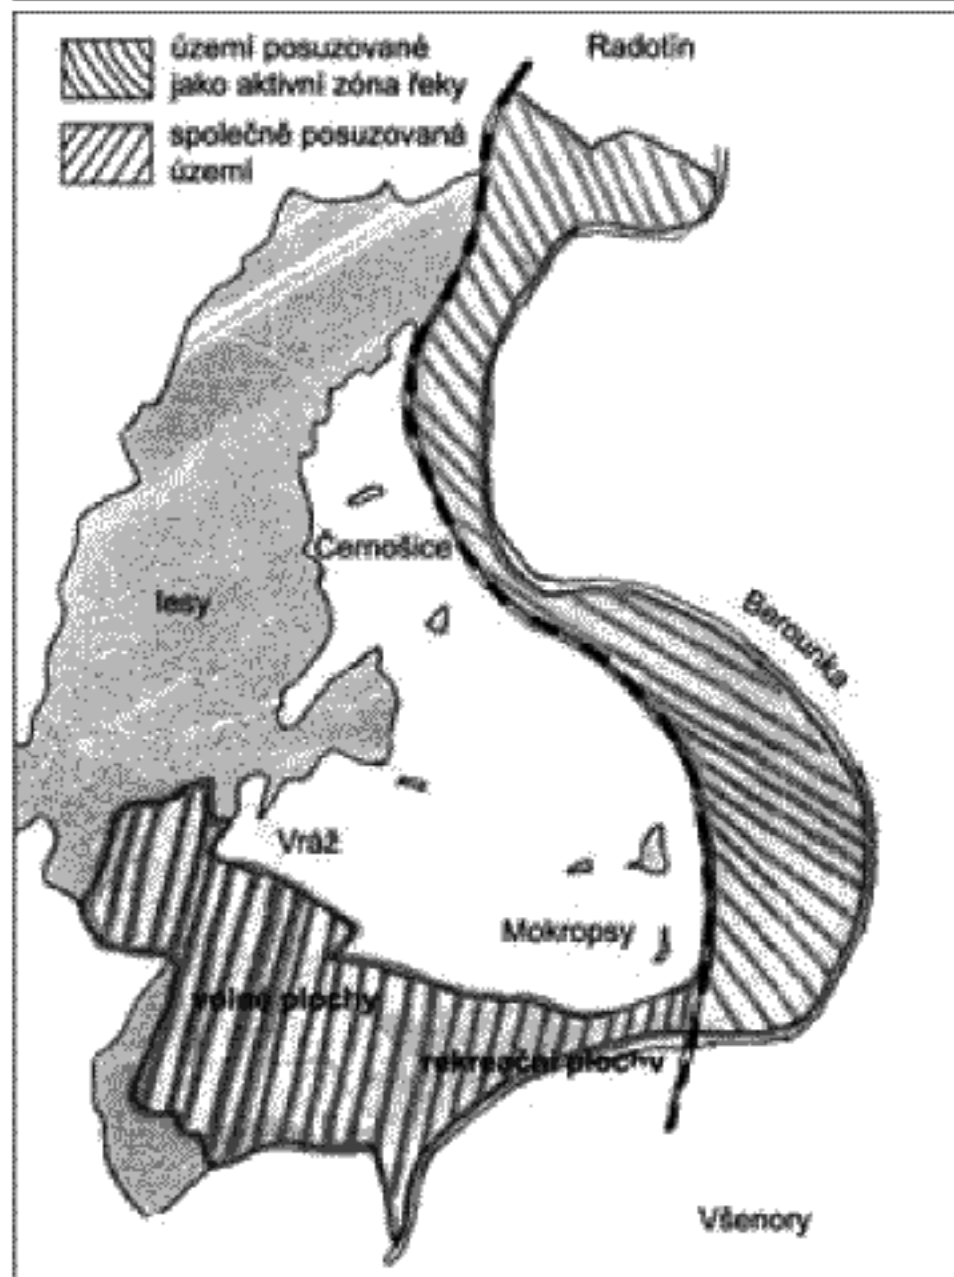 území posuzované
jako aktivní zóna řeky
společně posuzovaná
území
Radotín
Černošice
lesy
Berounka
Vráž
Mokropsy
volné plochy
rekreační plochy
Všenory